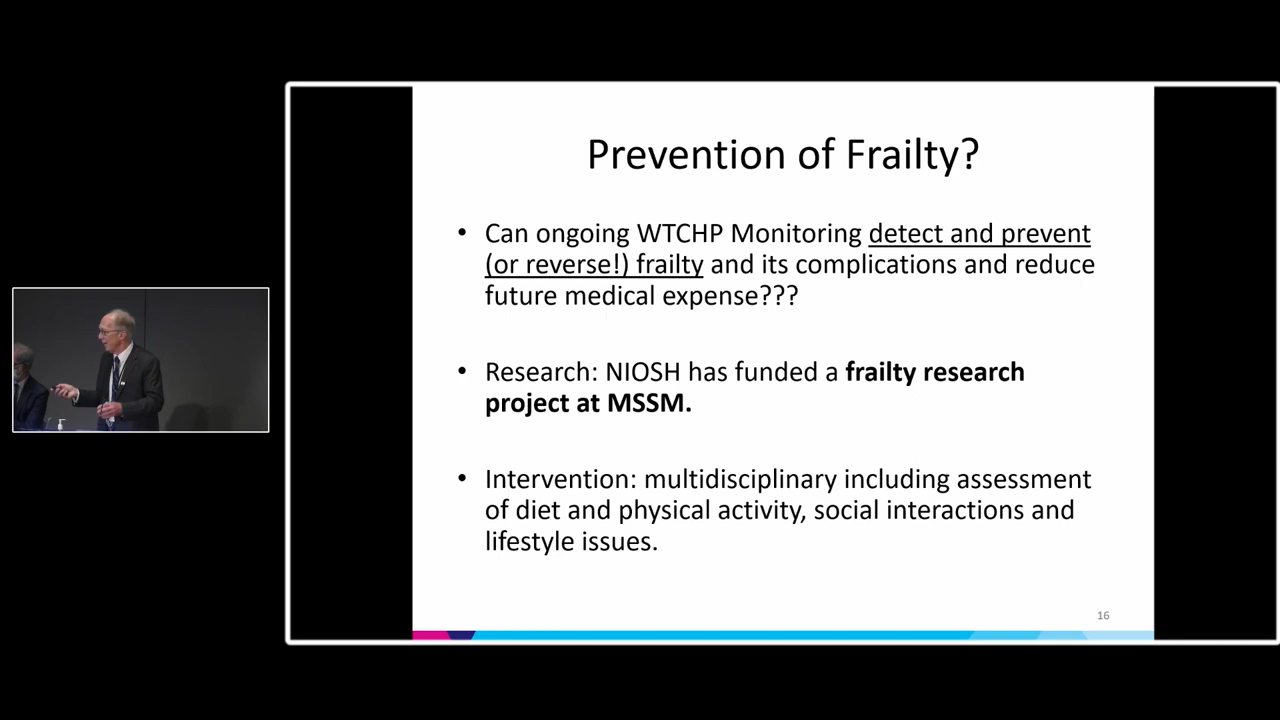 Prevention of Frailty?
• Can ongoing WTCHP Monitoring detect and prevent
(or reverse!) frailty and its complications and reduce
future medical expense???
• Research: NIOSH has funded a frailty research
project at MSSM.
• Intervention: multidisciplinary including assessment
of diet and physical activity, social interactions and
lifestyle issues.
16